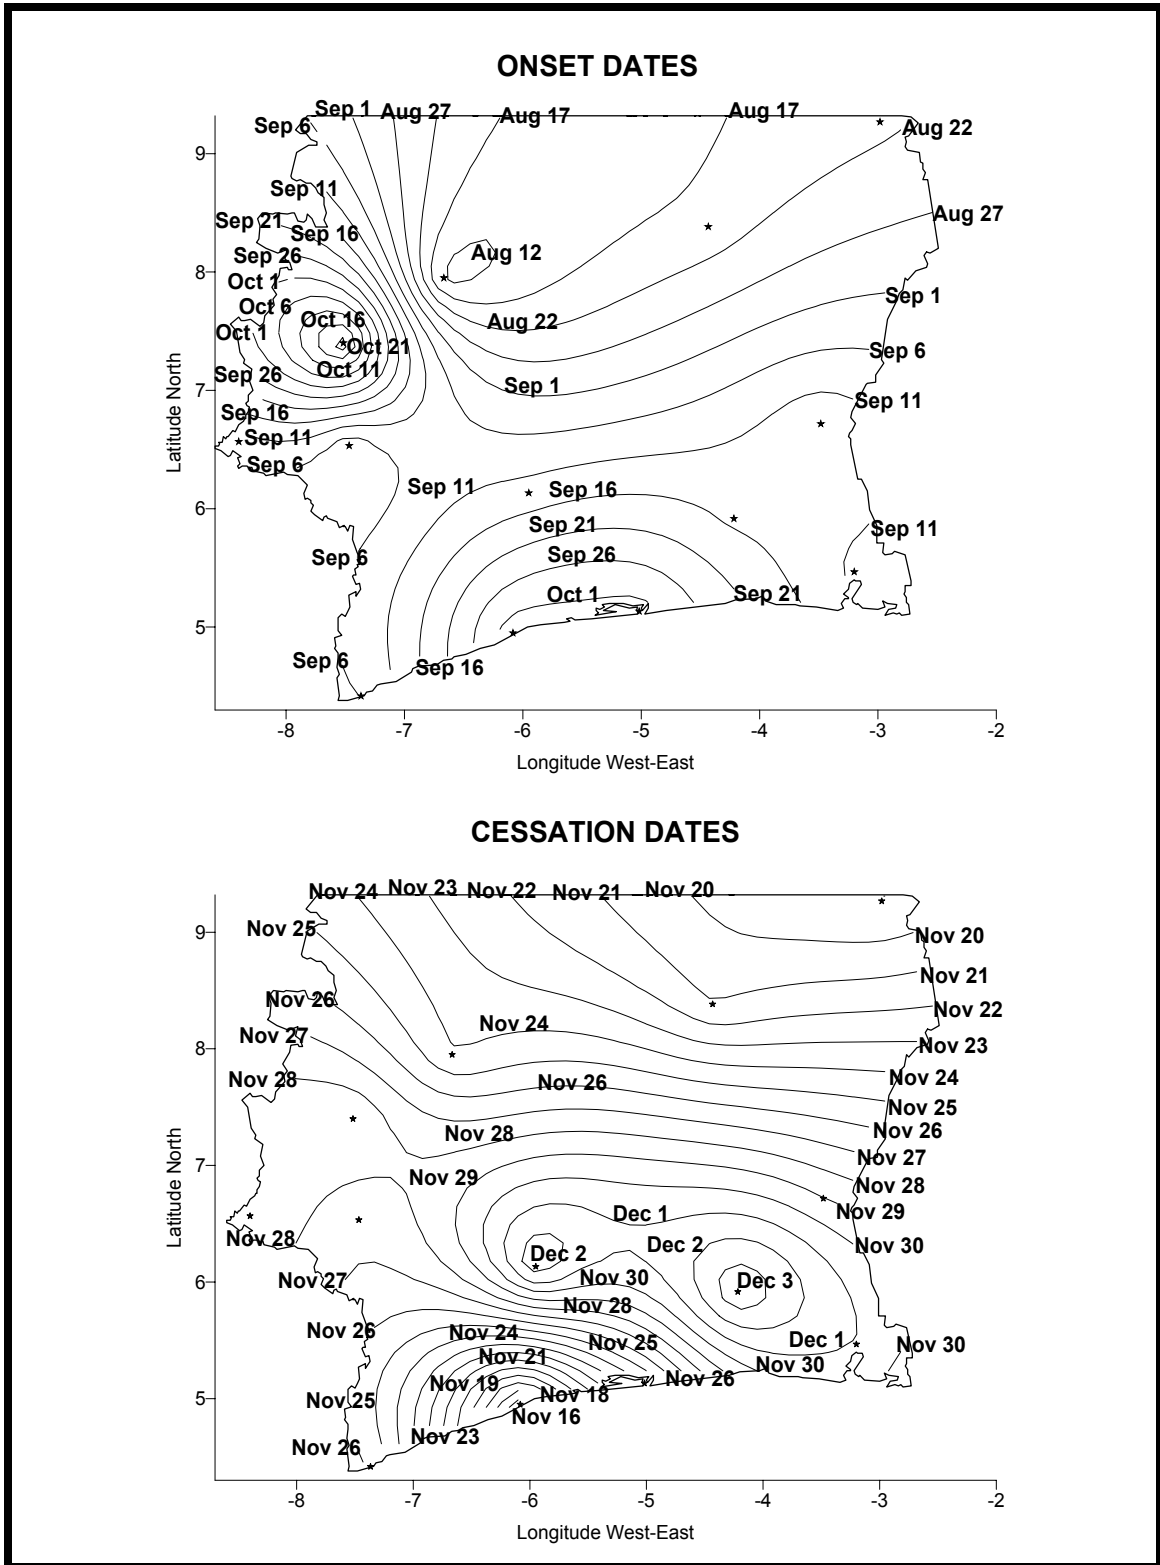 ONSET DATES
Sep 1 Aug 27 Aug 17 Aug 17
Sep 6 Aug 22
9
Sep 11
Sep 21 Aug 27
Sep 16
Sep 26 Aug 12
8
Oct 1 Sep 1
Oct 6
Oct 16 Aug 22
Oct 1
Oct 21 Sep 6
Oct 11
Sep 26 Sep 1
7
Sep 11
Sep 16
Sep 11
Sep 6
Sep 11 Sep 16
6
Sep 21 Sep 11
Sep 6 Sep 26
Oct 1 Sep 21
5
Sep 6 Sep 16
Latitude North
-8 -7 -6 -5 -4 -3 -2
Longitude West-East
CESSATION DATES
Nov 24 Nov 23 Nov 22 Nov 21 Nov 20
Nov 25 Nov 20
9
Nov 21
Nov 26 Nov 22
Nov 24
Nov 27 Nov 23
8
Nov 28 Nov 26 Nov 24
Nov 25
Nov 28 Nov 26
Nov 27
7
Nov 29 Nov 28
Dec 1 Nov 29
Nov 28 Dec 2 Nov 30
Dec 2
Nov 27 Nov 30 Dec 3
6
Nov 28
Nov 26 Nov 24 Nov 25 Dec 1 Nov 30
Nov 21 Nov 30
Nov 19 Nov 18 Nov 26
5
Nov 25 Nov 16
Nov 26 Nov 23
Latitude North
-8 -7 -6 -5 -4 -3 -2
Longitude West-East